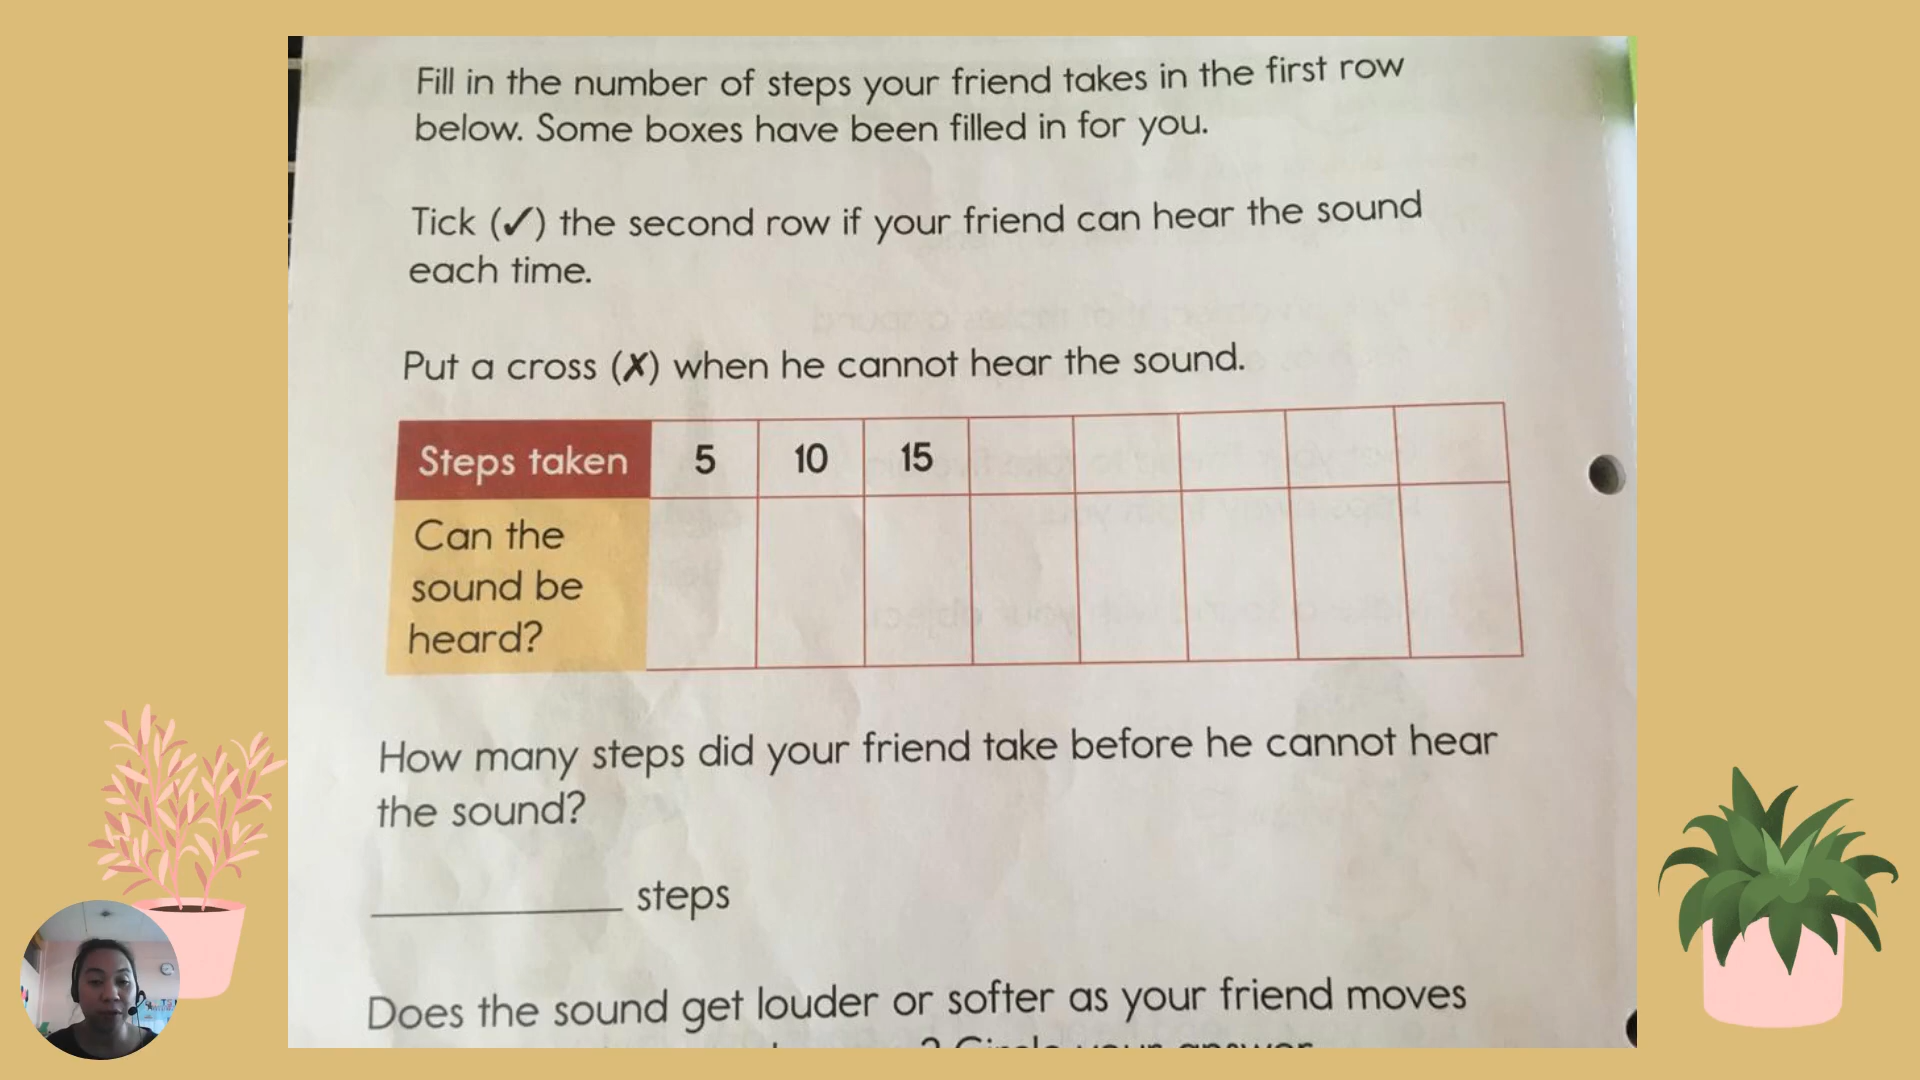 Fill in the number of steps your friend takes in the first row
below. Some boxes have been filled in for you.
Tick (✓) the second row if your friend can hear the sound
each time.
Put a cross (✗) when he cannot hear the sound.
Steps taken 5 10 15
Can the
sound be
heard?
How many steps did your friend take before he cannot hear
the sound?
steps
Does the sound get louder or softer as your friend moves
? Circle your answer